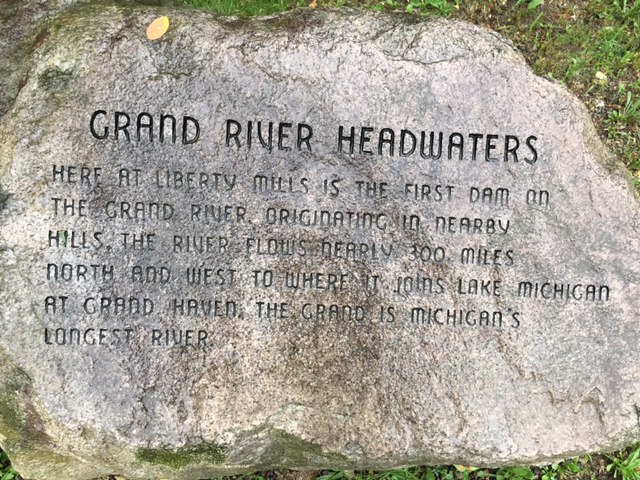 GRAND RIVER HEADWATERS
HERE AT LIBERTY MILLS IS THE FIRST DAM ON
THE GRAND RIVER. ORIGINATING IN NEARBY
HILLS, THE RIVER FLOWS NEARLY 300 MILES
NORTH AND WEST TO WHERE IT JOINS LAKE MICHIGAN
AT GRAND HAVEN. THE GRAND IS MICHIGAN'S
LONGEST RIVER.